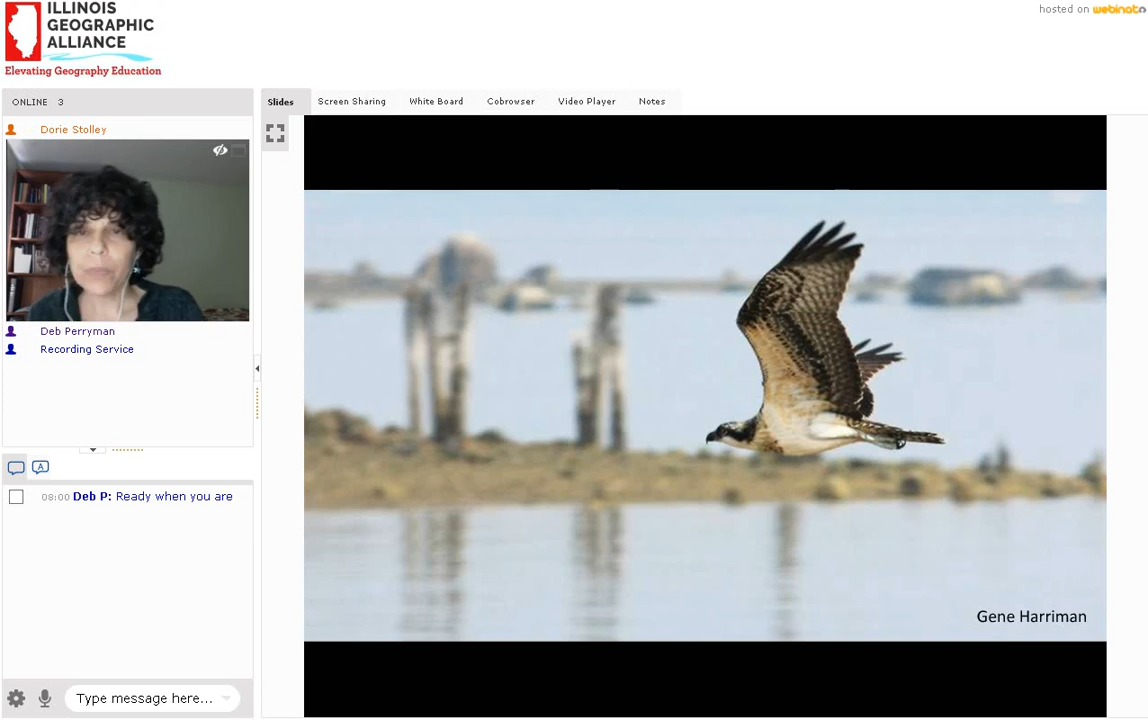 ILLINOIS
GEOGRAPHIC
ALLIANCE
Elevating Geography Education
hosted on webinato
ONLINE 3
Dorie Stolley
Deb Perryman
Recording Service
08:00 Deb P: Ready when you are
Type message here...
Slides
Screen Sharing
White Board
Cobrowser
Video Player
Notes
Gene Harriman